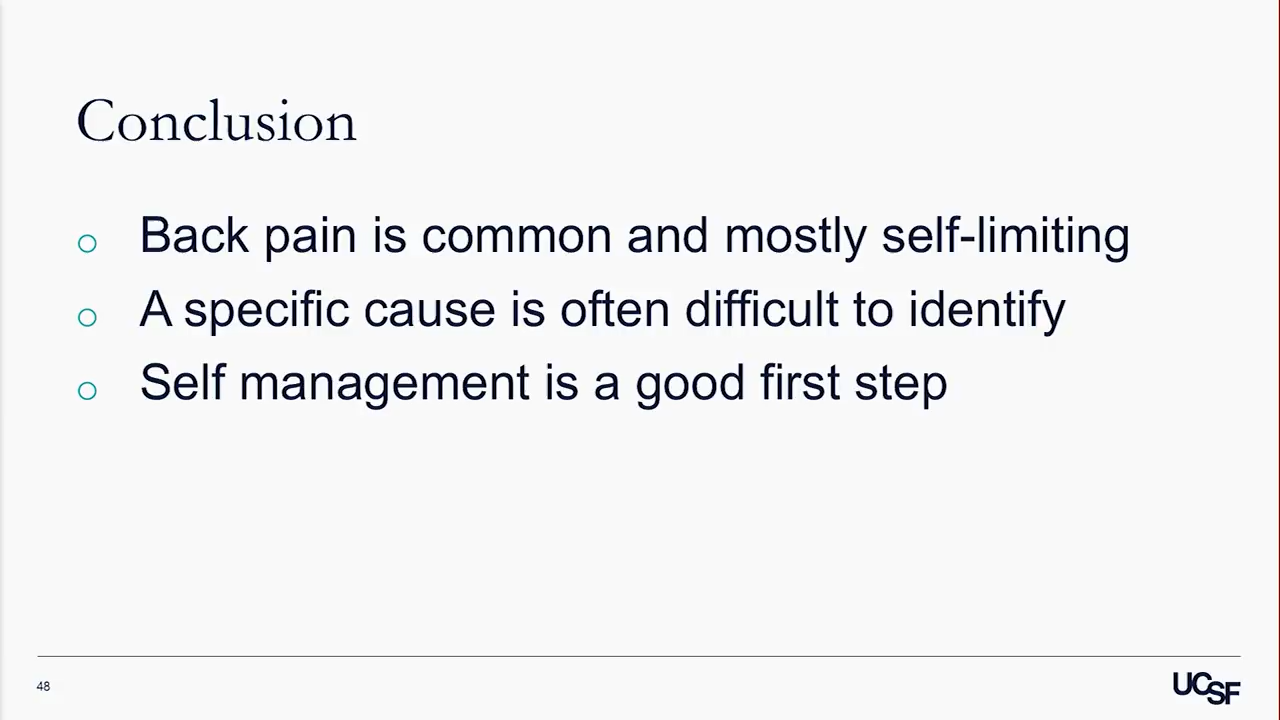 Conclusion
Back pain is common and mostly self-limiting
A specific cause is often difficult to identify
Self management is a good first step
48
UCSF